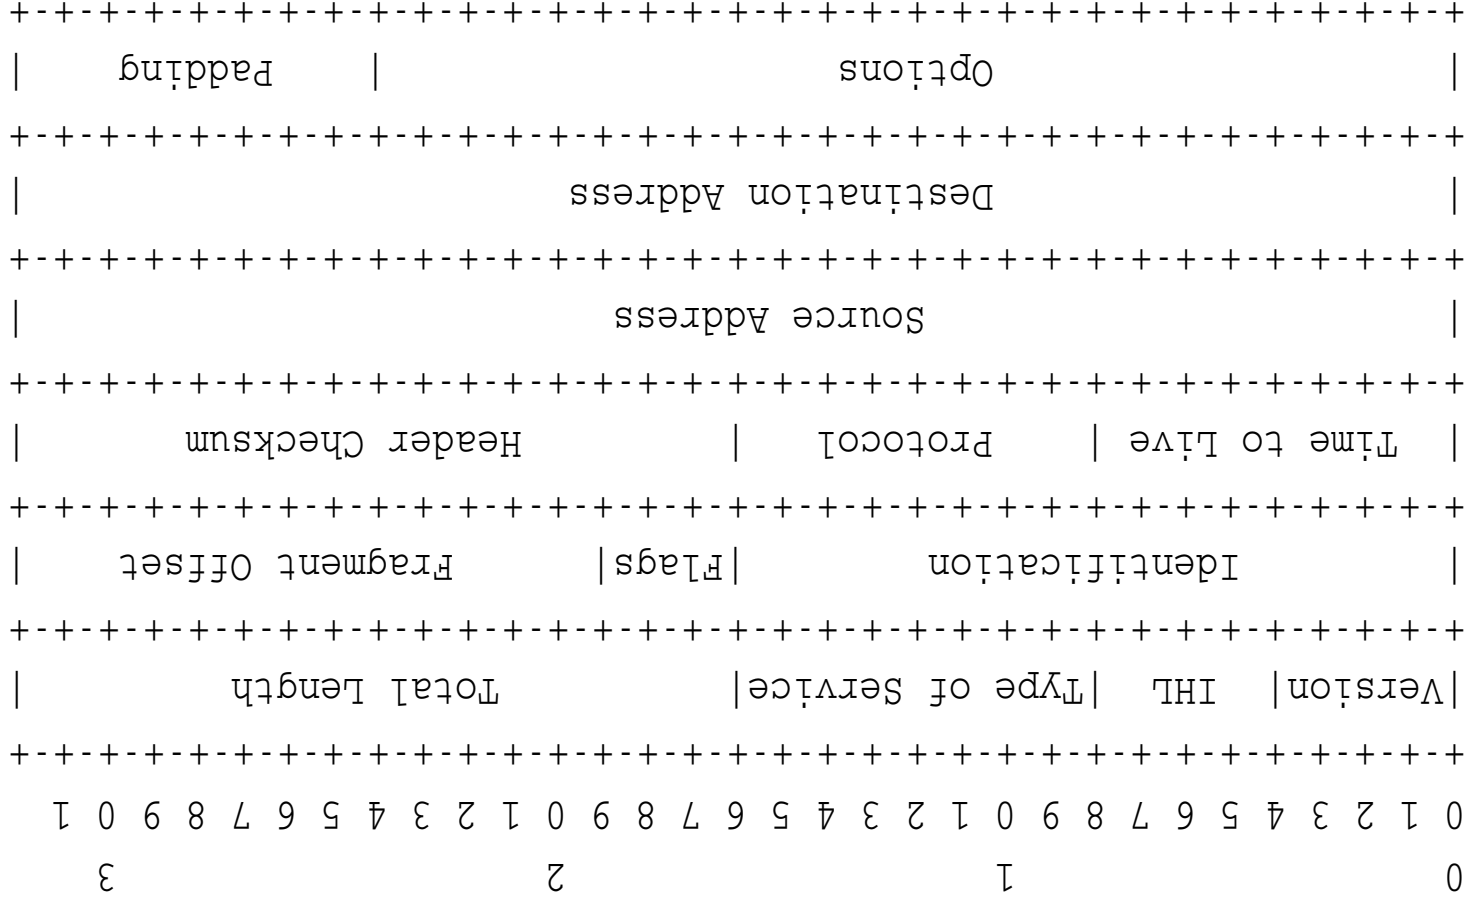 0                   1                   2                   3
0 1 2 3 4 5 6 7 8 9 0 1 2 3 4 5 6 7 8 9 0 1 2 3 4 5 6 7 8 9 0 1
+-+-+-+-+-+-+-+-+-+-+-+-+-+-+-+-+-+-+-+-+-+-+-+-+-+-+-+-+-+-+-+-+
|Version|  IHL  |Type of Service|          Total Length         |
+-+-+-+-+-+-+-+-+-+-+-+-+-+-+-+-+-+-+-+-+-+-+-+-+-+-+-+-+-+-+-+-+
|         Identification        |Flags|      Fragment Offset    |
+-+-+-+-+-+-+-+-+-+-+-+-+-+-+-+-+-+-+-+-+-+-+-+-+-+-+-+-+-+-+-+-+
|  Time to Live |    Protocol   |         Header Checksum       |
+-+-+-+-+-+-+-+-+-+-+-+-+-+-+-+-+-+-+-+-+-+-+-+-+-+-+-+-+-+-+-+-+
|                       Source Address                          |
+-+-+-+-+-+-+-+-+-+-+-+-+-+-+-+-+-+-+-+-+-+-+-+-+-+-+-+-+-+-+-+-+
|                    Destination Address                        |
+-+-+-+-+-+-+-+-+-+-+-+-+-+-+-+-+-+-+-+-+-+-+-+-+-+-+-+-+-+-+-+-+
|                    Options                    |    Padding    |
+-+-+-+-+-+-+-+-+-+-+-+-+-+-+-+-+-+-+-+-+-+-+-+-+-+-+-+-+-+-+-+-+